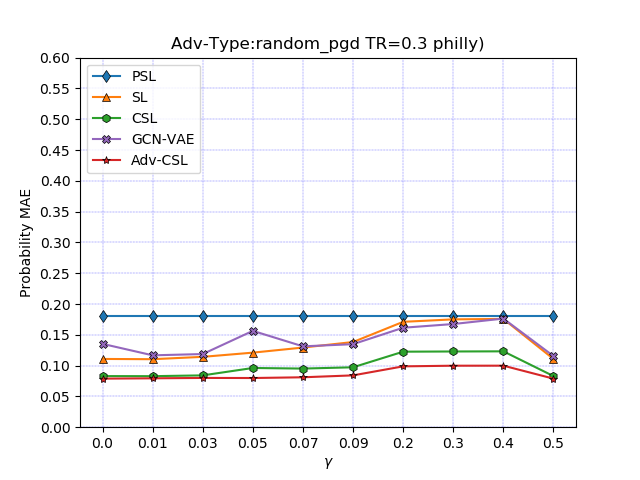 Adv-Type:random_pgd TR=0.3 philly)
0.60
0.55
0.50
0.45
0.40
0.35
0.30
0.25
0.20
0.15
0.10
0.05
0.00
Probability MAE
PSL
SL
CSL
GCN-VAE
Adv-CSL
0.0 0.01 0.03 0.05 0.07 0.09 0.2 0.3 0.4 0.5
γ